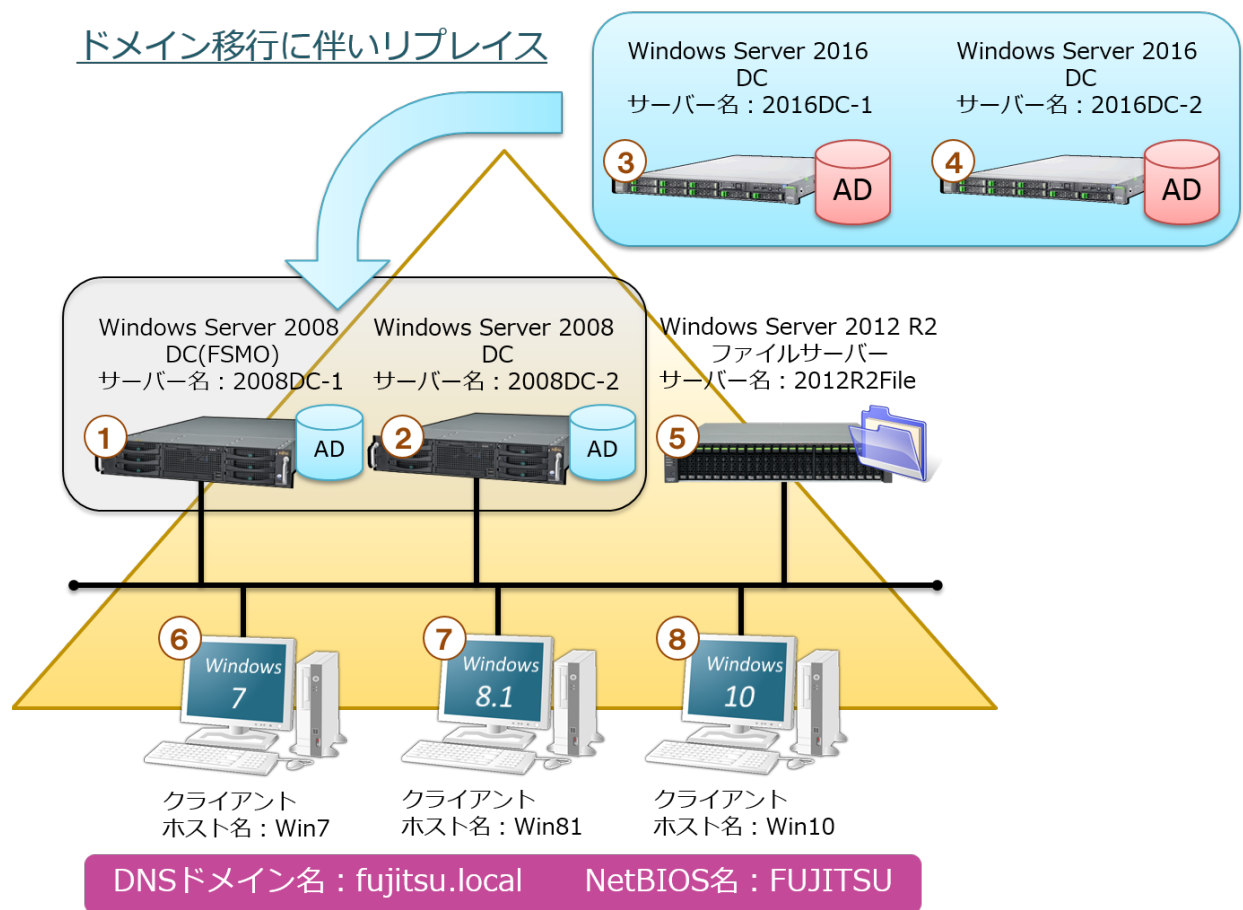 ドメイン移行に伴いリプレイス
Windows Server 2016
DC
サーバー名：2016DC-1
Windows Server 2016
DC
サーバー名：2016DC-2
3
AD
4
AD
Windows Server 2008
DC(FSMO)
サーバー名：2008DC-1
Windows Server 2008
DC
サーバー名：2008DC-2
Windows Server 2012 R2
ファイルサーバー
サーバー名：2012R2File
1
AD
2
AD
5
6
Windows
7
7
Windows
8.1
8
Windows
10
クライアント
ホスト名：Win7
クライアント
ホスト名：Win81
クライアント
ホスト名：Win10
DNSドメイン名：fujitsu.local NetBIOS名：FUJITSU